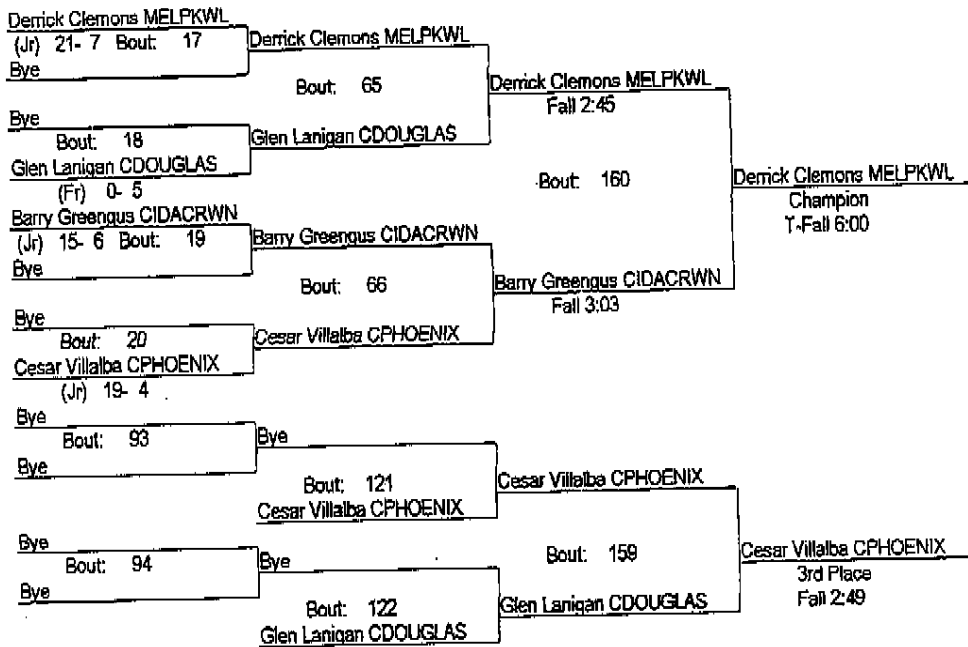 Derrick Clemons MELPKWL
(Jr) 21- 7 Bout: 17
Bye
Derrick Clemons MELPKWL
Bout: 65
Bye
Bout: 18
Glen Lanigan CDOUGLAS
(Fr) 0- 5
Glen Lanigan CDOUGLAS
Derrick Clemons MELPKWL
Fall 2:45
Bout: 160
Barry Greengus CIDACRWN
(Jr) 15- 6 Bout: 19
Bye
Barry Greengus CIDACRWN
Bout: 66
Bye
Bout: 20
Cesar Villalba CPHOENIX
(Jr) 19- 4
Cesar Villalba CPHOENIX
Barry Greengus CIDACRWN
Fall 3:03
Derrick Clemons MELPKWL
Champion
T-Fall 6:00
Bye
Bout: 93
Bye
Bye
Bout: 121
Cesar Villalba CPHOENIX
Cesar Villalba CPHOENIX
Bout: 159
Bye
Bout: 94
Bye
Bye
Bout: 122
Glen Lanigan CDOUGLAS
Glen Lanigan CDOUGLAS
Cesar Villalba CPHOENIX
3rd Place
Fall 2:49